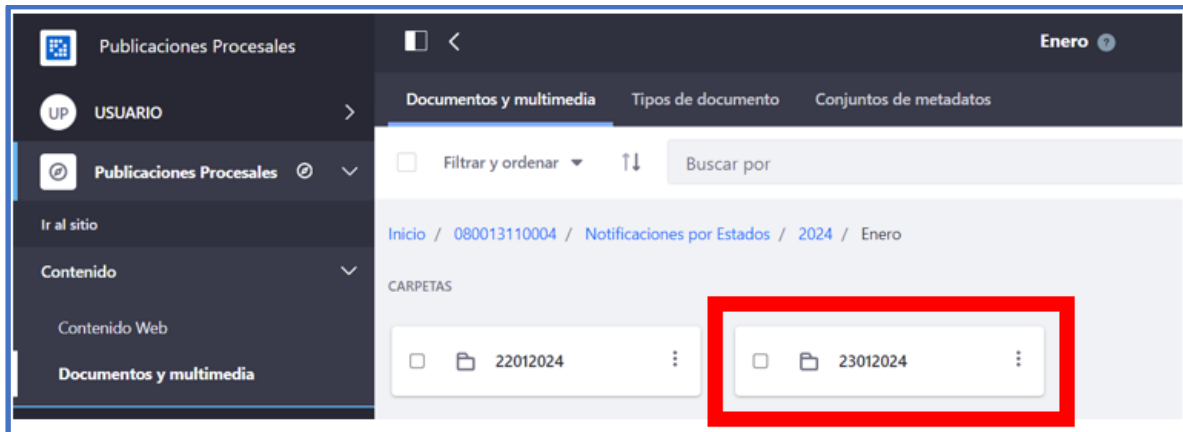 Publicaciones Procesales
Enero
UP USUARIO
Documentos y multimedia Tipos de documento Conjuntos de metadatos
Publicaciones Procesales
Filtrar y ordenar Buscar por
Ir al sitio
Inicio / 080013110004 / Notificaciones por Estados / 2024 / Enero
Contenido
CARPETAS
Contenido Web
22012024 23012024
Documentos y multimedia